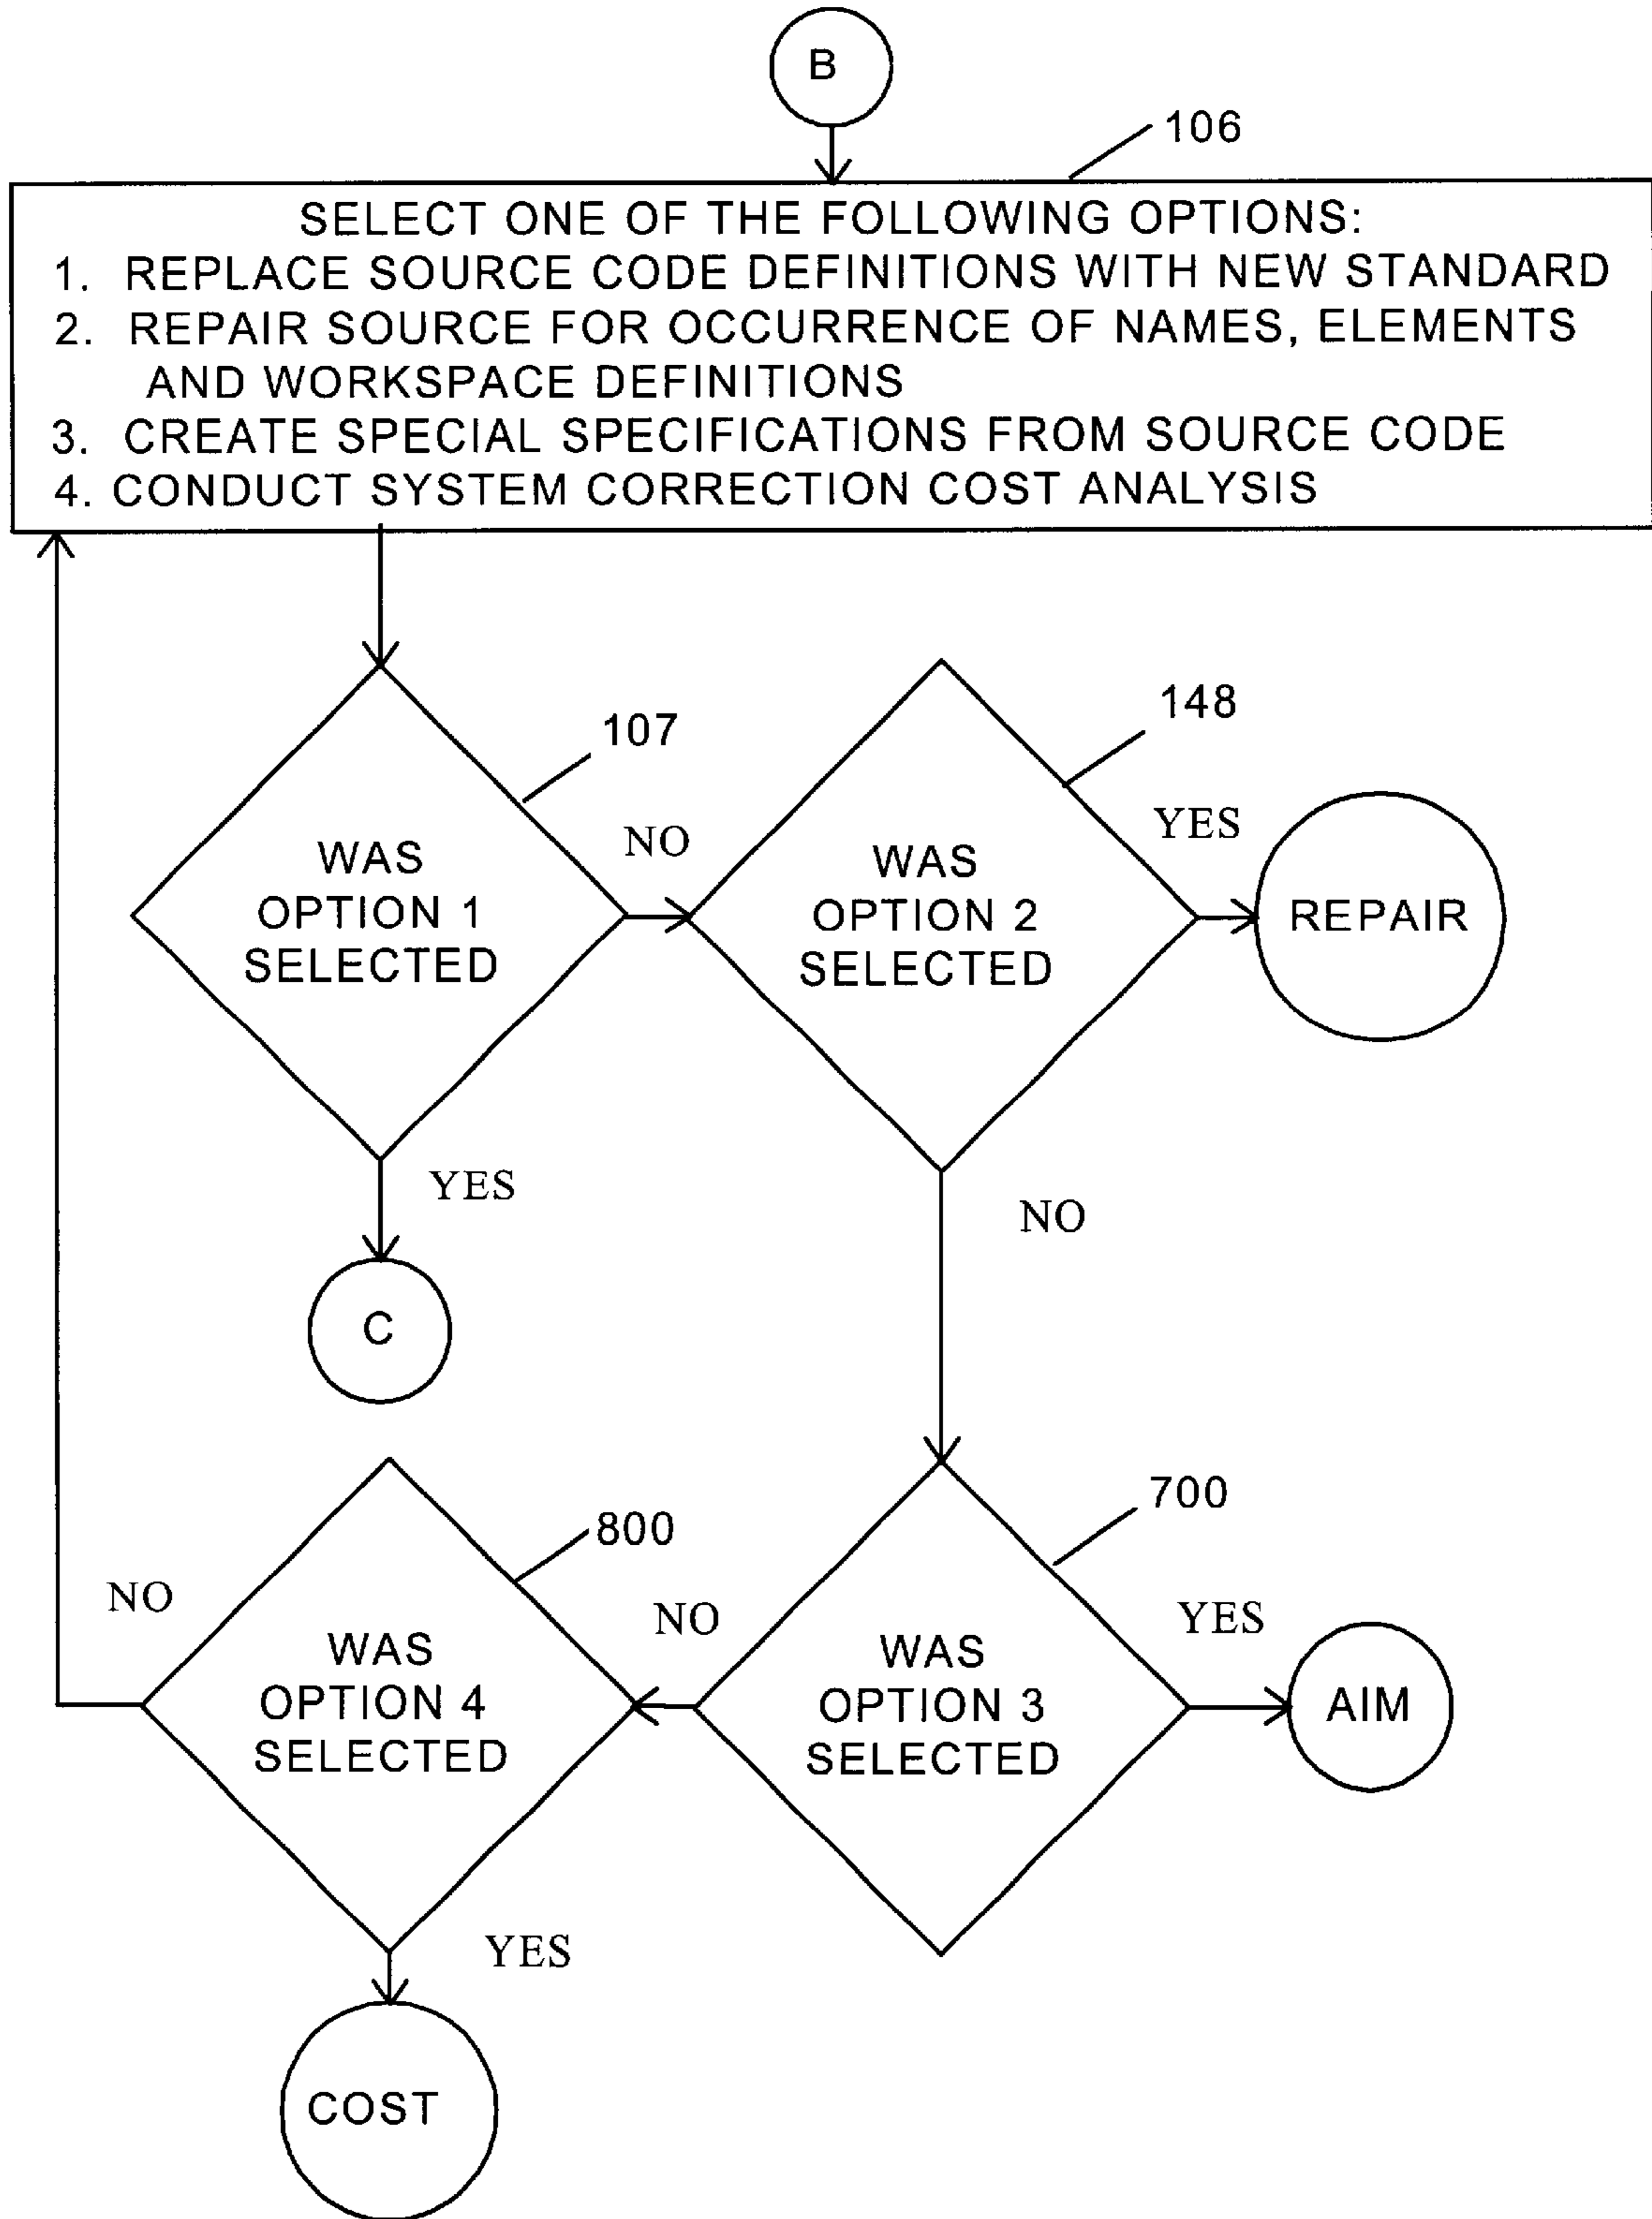 B
106
SELECT ONE OF THE FOLLOWING OPTIONS:
1. REPLACE SOURCE CODE DEFINITIONS WITH NEW STANDARD
2. REPAIR SOURCE FOR OCCURRENCE OF NAMES, ELEMENTS
AND WORKSPACE DEFINITIONS
3. CREATE SPECIAL SPECIFICATIONS FROM SOURCE CODE
4. CONDUCT SYSTEM CORRECTION COST ANALYSIS
107
WAS
OPTION 1
SELECTED
NO
YES
C
148
WAS
OPTION 2
SELECTED
YES
REPAIR
NO
700
WAS
OPTION 3
SELECTED
YES
AIM
NO
800
WAS
OPTION 4
SELECTED
NO
YES
COST